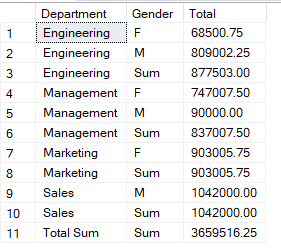 Department Gender Total
1 Engineering F 68500.75
2 Engineering M 809002.25
3 Engineering Sum 877503.00
4 Management F 747007.50
5 Management M 90000.00
6 Management Sum 837007.50
7 Marketing F 903005.75
8 Marketing Sum 903005.75
9 Sales M 1042000.00
10 Sales Sum 1042000.00
11 Total Sum Sum 3659516.25